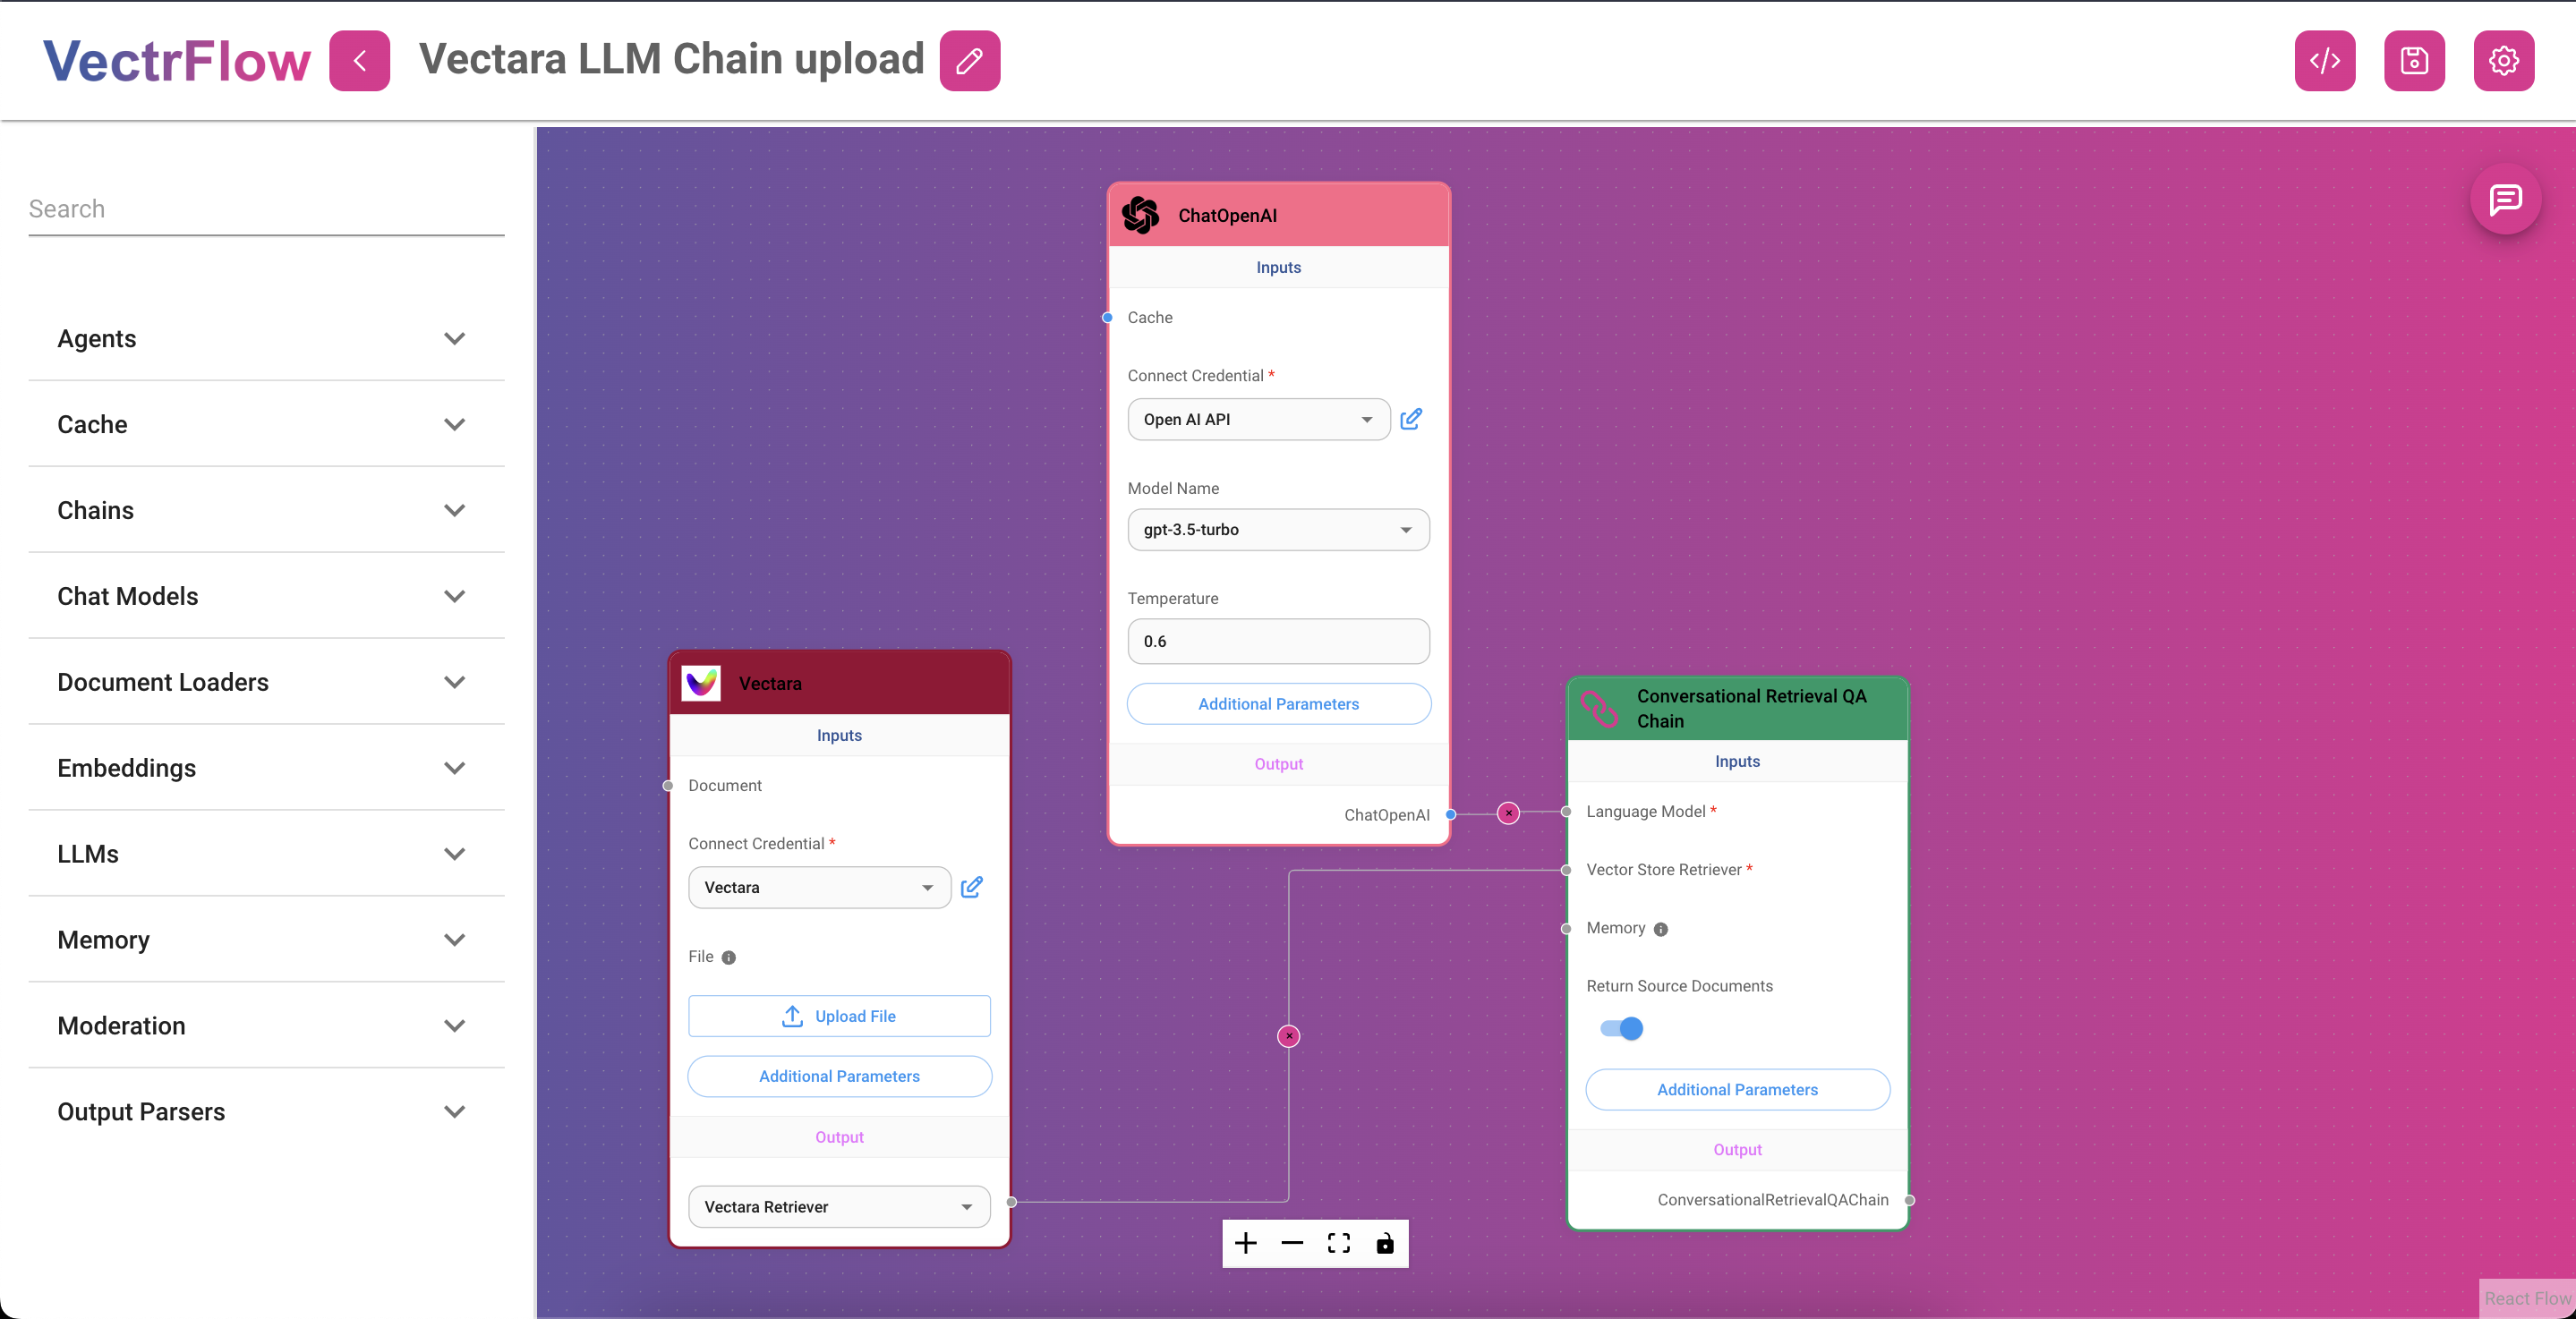 VectrFlow
Vectara LLM Chain upload
Search
Agents
Cache
Chains
Chat Models
Document Loaders
Embeddings
LLMs
Memory
Moderation
Output Parsers
Vectara
Inputs
Document
Connect Credential *
Vectara
File
Upload File
Additional Parameters
Output
Vectara Retriever
ChatOpenAI
Inputs
Cache
Connect Credential *
Open AI API
Model Name
gpt-3.5-turbo
Temperature
0.6
Additional Parameters
Output
ChatOpenAI
Conversational Retrieval QA
Chain
Inputs
Language Model *
Vector Store Retriever *
Memory
Return Source Documents
Additional Parameters
Output
ConversationalRetrievalQAChain
React Flow